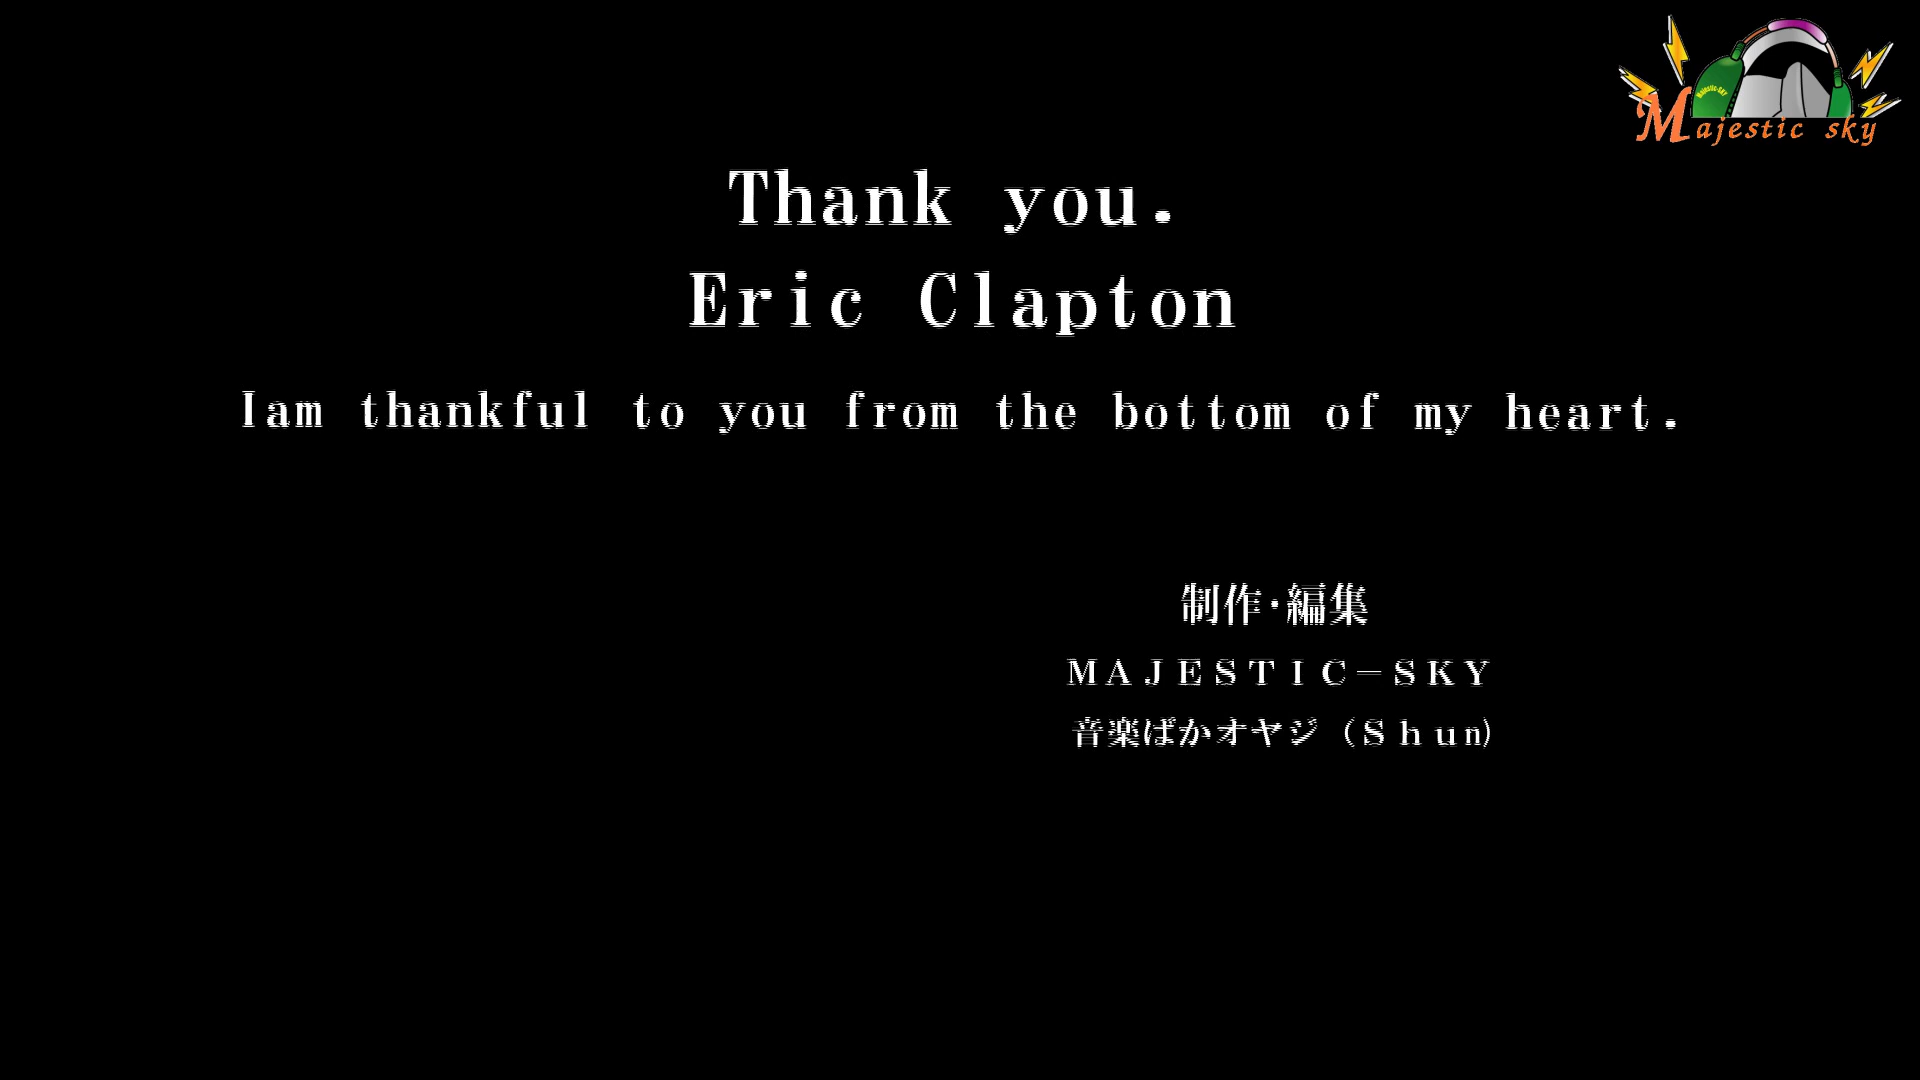 Majestic sky
Thank you.
Eric Clapton
Iam thankful to you from the bottom of my heart.
制作・編集
ＭＡＪＥＳＴＩＣ－ＳＫＹ
音楽ばかオヤジ（Ｓｈｕｎ）